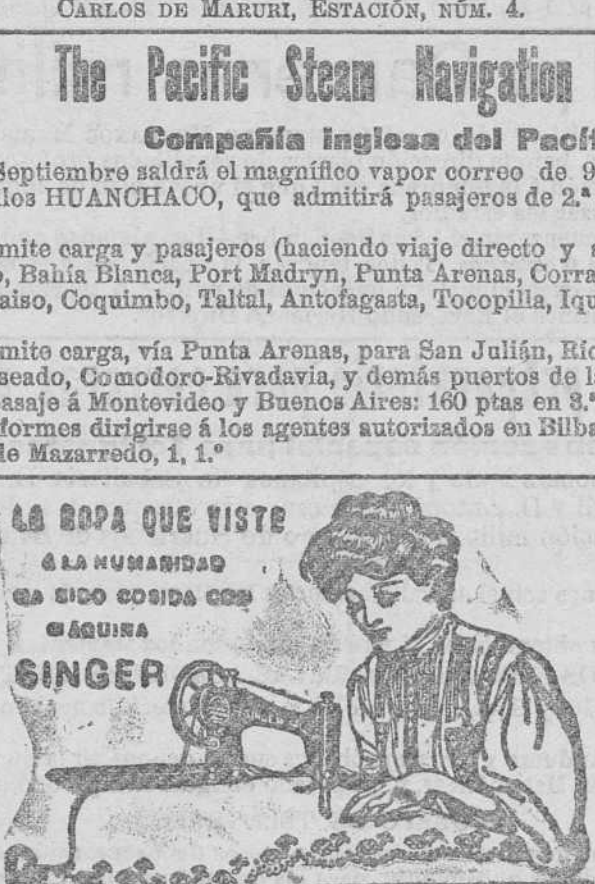 CARLOS DE MARURI, ESTACIÓN, NÚM. 4.
The Pacific Steam Navigation
Compañía inglesa del Pacíf
Septiembre saldrá el magnífico vapor correo de 9
llos HUANCHACO, que admitirá pasajeros de 2.ª
mite carga y pasajeros (haciendo viaje directo y
o, Bahía Blanca, Port Madryn, Punta Arenas, Corra
aiso, Coquimbo, Taltal, Antofagasta, Tocopilla, Iqu
mite carga, vía Punta Arenas, para San Julián, Río
seado, Comodoro-Rivadavia, y demás puertos de l
asaje á Montevideo y Buenos Aires: 160 ptas en 3.ª
formes dirigirse á los agentes autorizados en Bilba
de Mazarredo, 1, 1.º
LA ROPA QUE VISTE
Á LA HUMANIDAD
HA SIDO COSIDA CON
MÁQUINA
SINGER